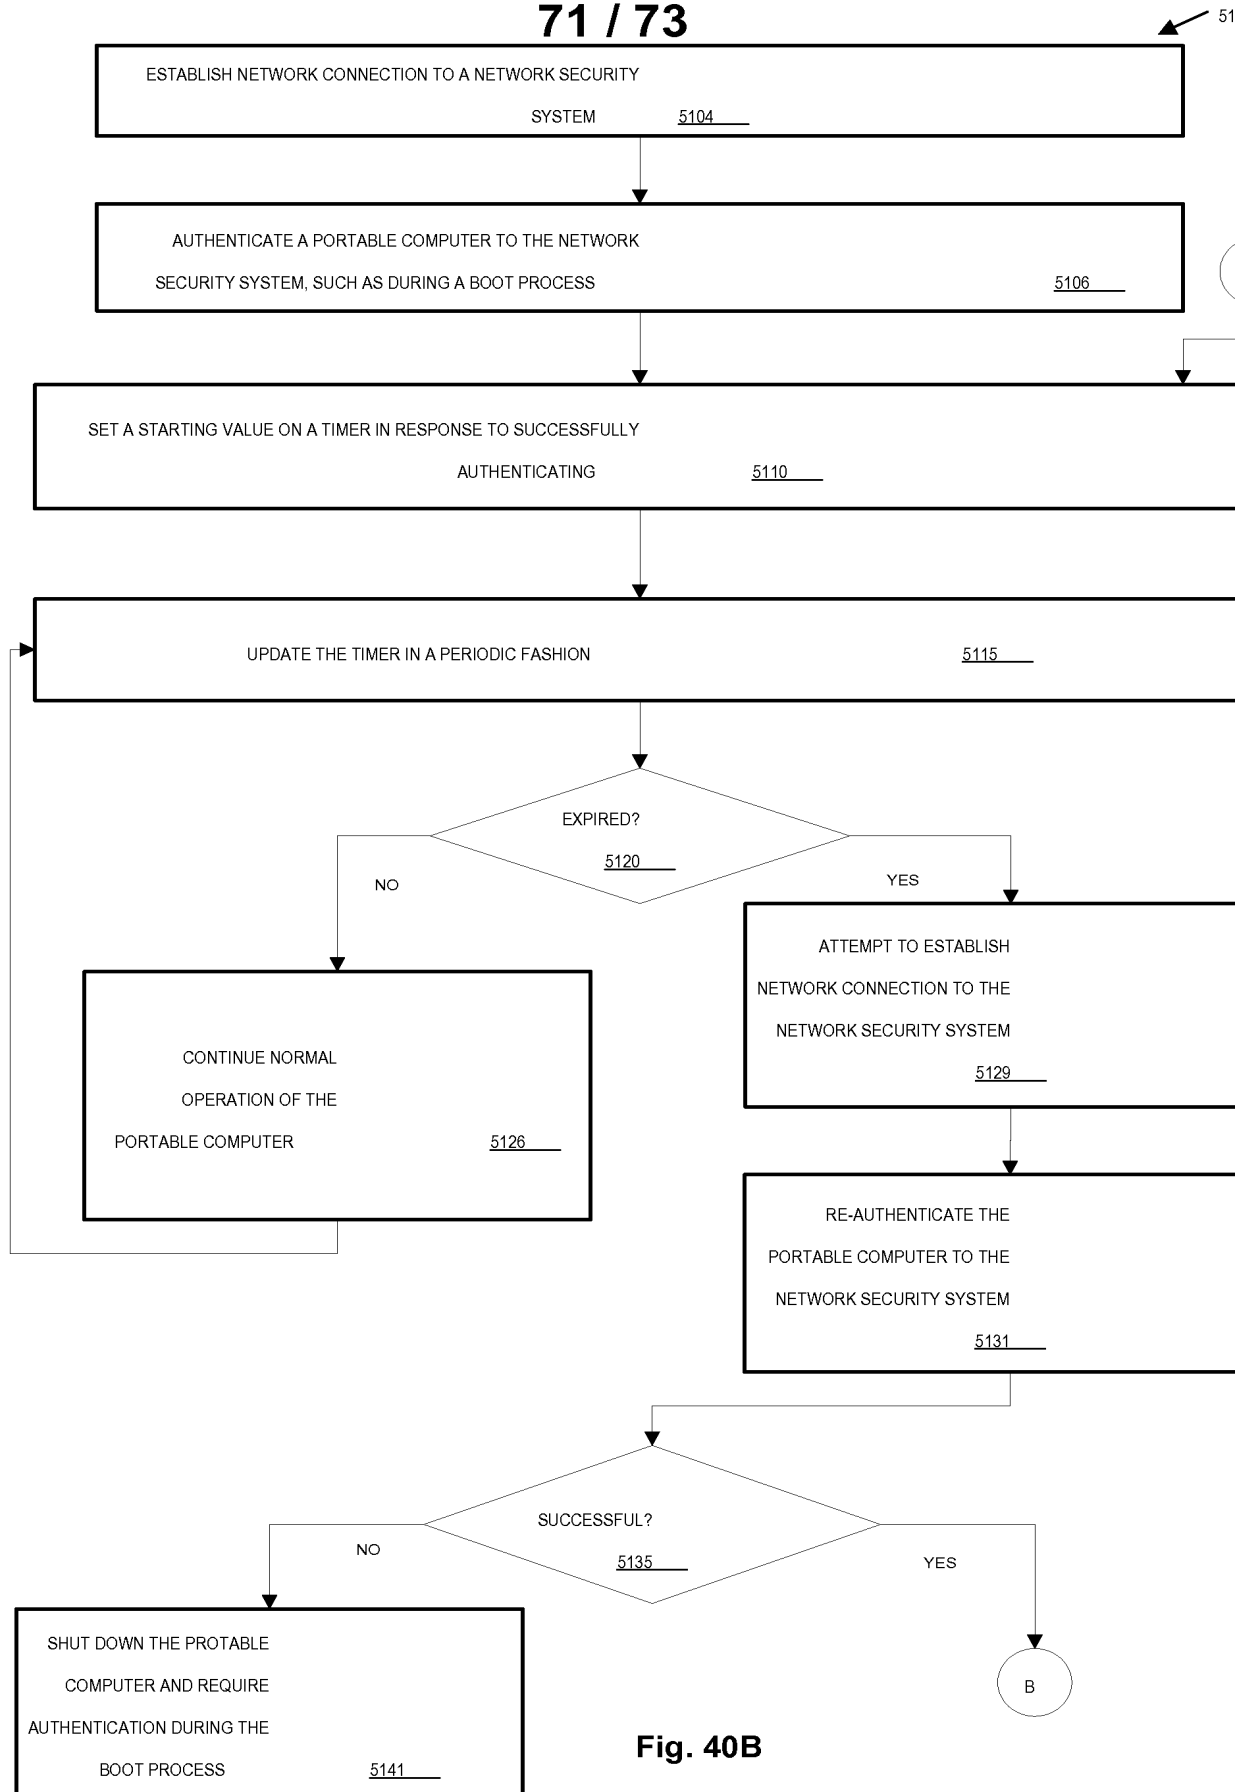 71 / 73
51
ESTABLISH NETWORK CONNECTION TO A NETWORK SECURITY
SYSTEM 5104
AUTHENTICATE A PORTABLE COMPUTER TO THE NETWORK
SECURITY SYSTEM, SUCH AS DURING A BOOT PROCESS 5106
SET A STARTING VALUE ON A TIMER IN RESPONSE TO SUCCESSFULLY
AUTHENTICATING 5110
UPDATE THE TIMER IN A PERIODIC FASHION 5115
EXPIRED?
5120
NO
YES
CONTINUE NORMAL
OPERATION OF THE
PORTABLE COMPUTER 5126
ATTEMPT TO ESTABLISH
NETWORK CONNECTION TO THE
NETWORK SECURITY SYSTEM
5129
RE-AUTHENTICATE THE
PORTABLE COMPUTER TO THE
NETWORK SECURITY SYSTEM
5131
SUCCESSFUL?
5135
NO
YES
SHUT DOWN THE PROTABLE
COMPUTER AND REQUIRE
AUTHENTICATION DURING THE
BOOT PROCESS 5141
B
Fig. 40B